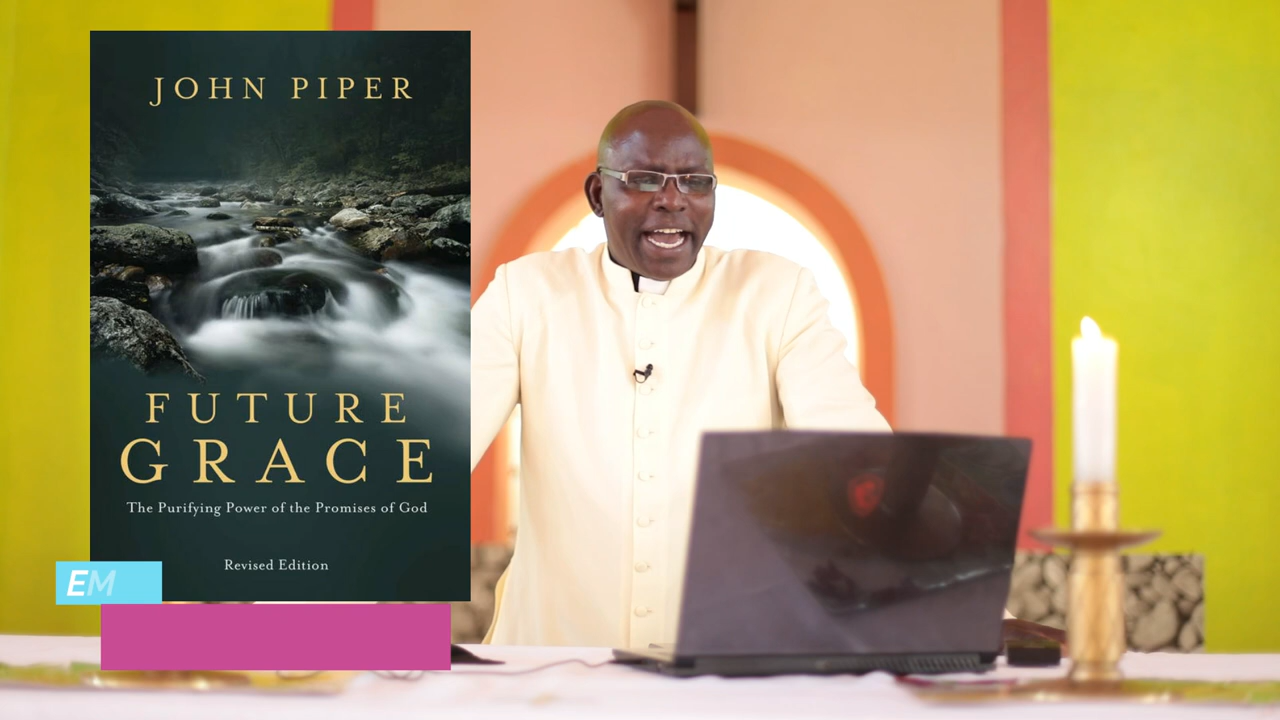 JOHN PIPER
FUTURE
GRACE
The Purifying Power of the Promises of God
Revised Edition
EM